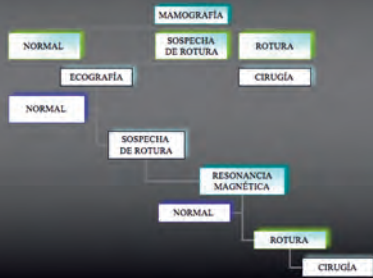 MAMOGRAFÍA
NORMAL
SOSPECHA
DE ROTURA
ROTURA
ECOGRAFÍA
CIRUGÍA
NORMAL
SOSPECHA
DE ROTURA
RESONANCIA
MAGNÉTICA
NORMAL
ROTURA
CIRUGÍA